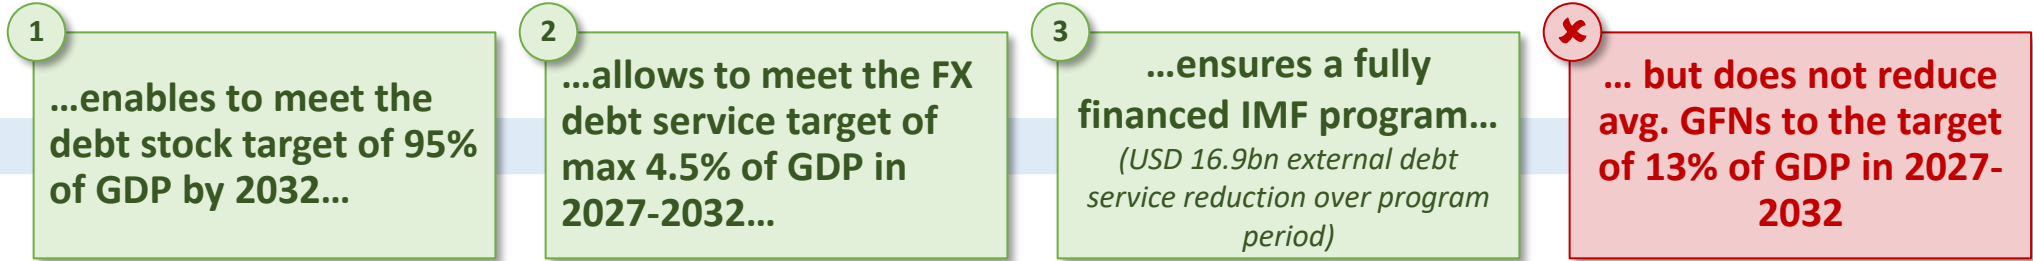 1
…enables to meet the
debt stock target of 95%
of GDP by 2032…
2
…allows to meet the FX
debt service target of
max 4.5% of GDP in
2027-2032…
3
…ensures a fully
financed IMF program…
(USD 16.9bn external debt
service reduction over program
period)
✘
… but does not reduce
avg. GFNs to the target
of 13% of GDP in 2027-
2032